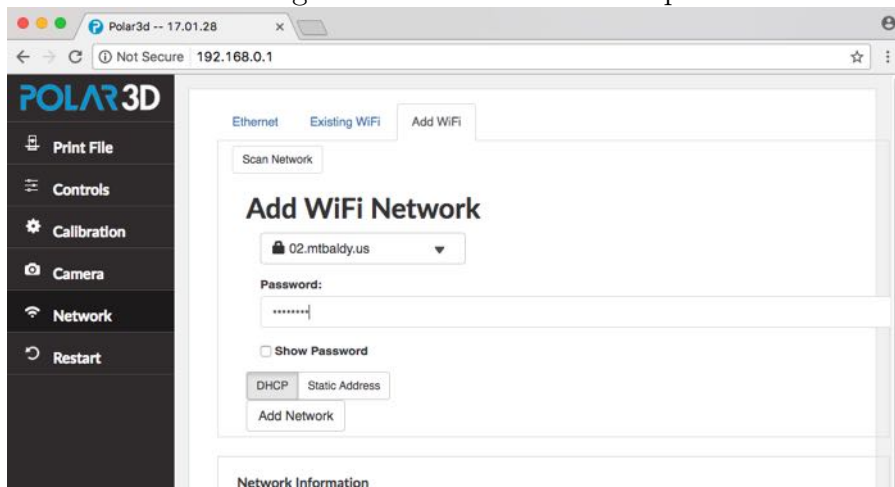 Polar3d -- 17.01.28
Not Secure 192.168.0.1
POLAR3D
Print File
Controls
Calibration
Camera
Network
Restart
Ethernet Existing WiFi Add WiFi
Scan Network
Add WiFi Network
02.mtbaldy.us
Password:
••••••••
Show Password
DHCP Static Address
Add Network
Network Information